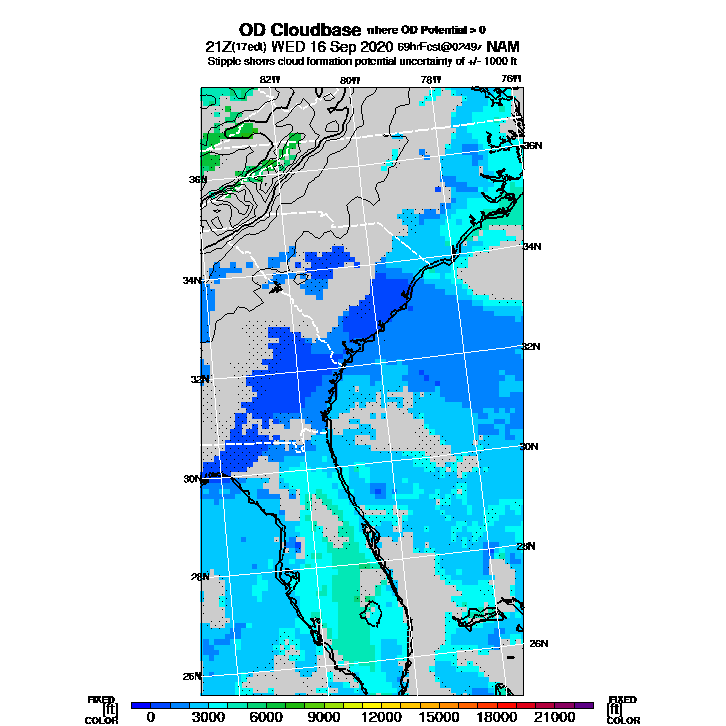 OD Cloudbase where OD Potential > 0
21Z(17edt) WED 16 Sep 2020 69hrFcst@0249z NAM
Stipple shows cloud formation potential uncertainty of +/- 1000 ft
82W 80W 78W 76W
36N
36N
34N
34N
32N
32N
30N
30N
28N
28N
26N
26N
FIXED FIXED
[ft] [ft]
COLOR COLOR
0 3000 6000 9000 12000 15000 18000 21000